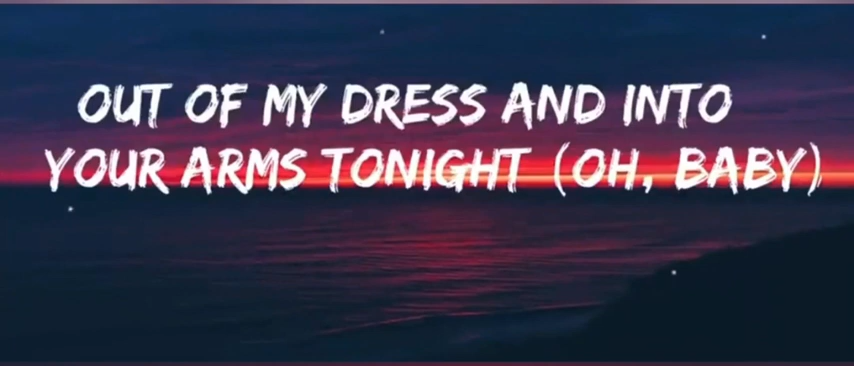 OUT OF MY DRESS AND INTO
YOUR ARMS TONIGHT (OH, BABY)